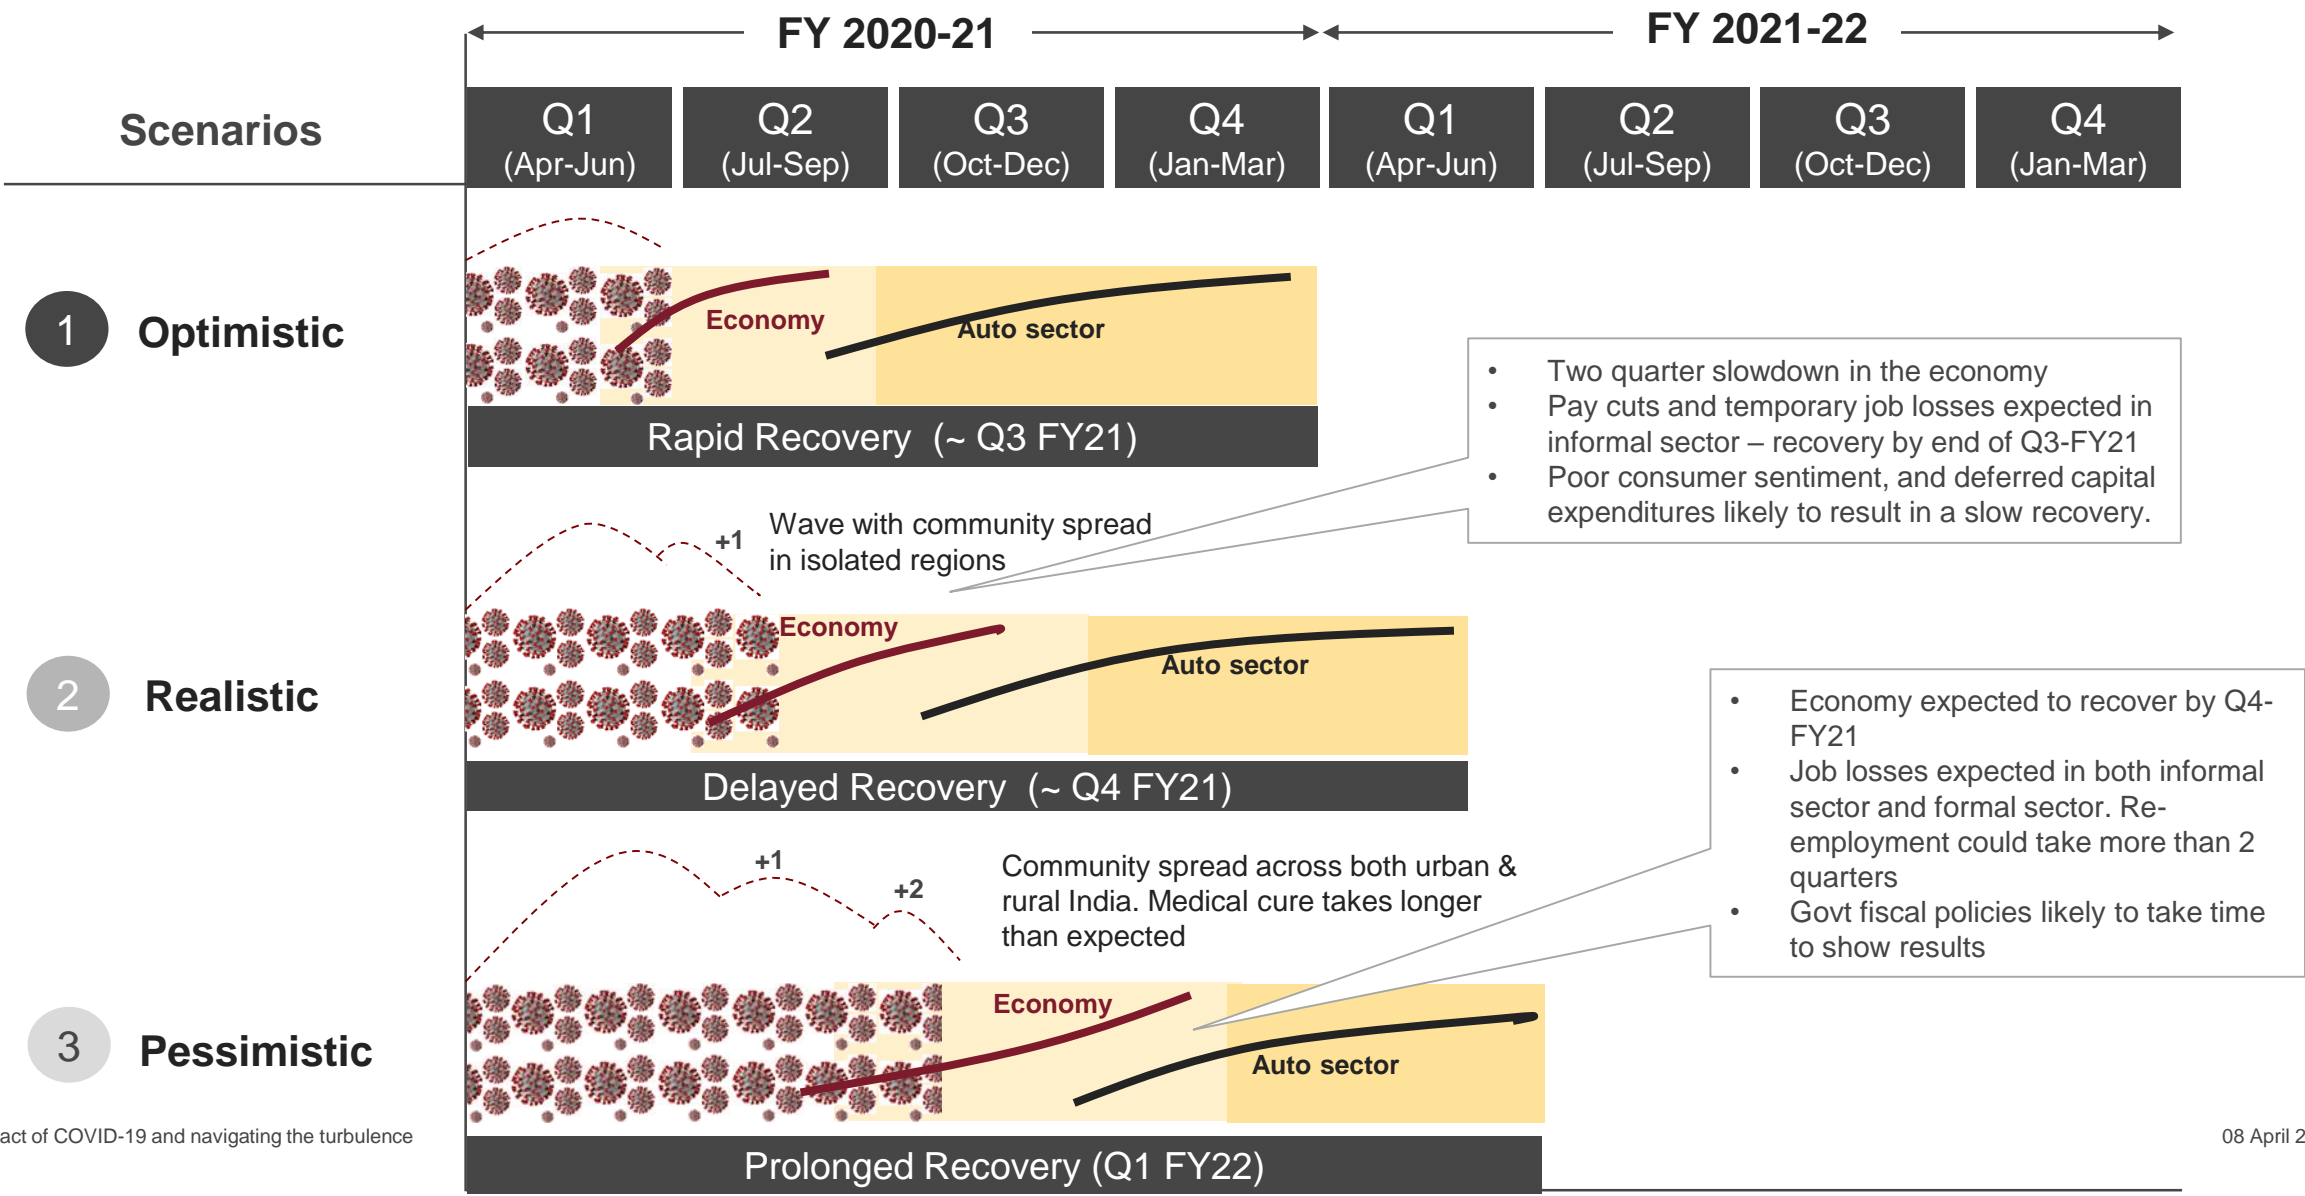 FY 2020-21
FY 2021-22
Scenarios
Q1
(Apr-Jun)
Q2
(Jul-Sep)
Q3
(Oct-Dec)
Q4
(Jan-Mar)
Q1
(Apr-Jun)
Q2
(Jul-Sep)
Q3
(Oct-Dec)
Q4
(Jan-Mar)
1
Optimistic
Economy
Auto sector
Rapid Recovery (~ Q3 FY21)
• Two quarter slowdown in the economy
• Pay cuts and temporary job losses expected in
informal sector – recovery by end of Q3-FY21
• Poor consumer sentiment, and deferred capital
expenditures likely to result in a slow recovery.
+1
Wave with community spread
in isolated regions
2
Realistic
Economy
Auto sector
Delayed Recovery (~ Q4 FY21)
• Economy expected to recover by Q4-
FY21
• Job losses expected in both informal
sector and formal sector. Re-
employment could take more than 2
quarters
• Govt fiscal policies likely to take time
to show results
+1
+2
Community spread across both urban &
rural India. Medical cure takes longer
than expected
3
Pessimistic
Economy
Auto sector
Prolonged Recovery (Q1 FY22)
act of COVID-19 and navigating the turbulence
08 April 2